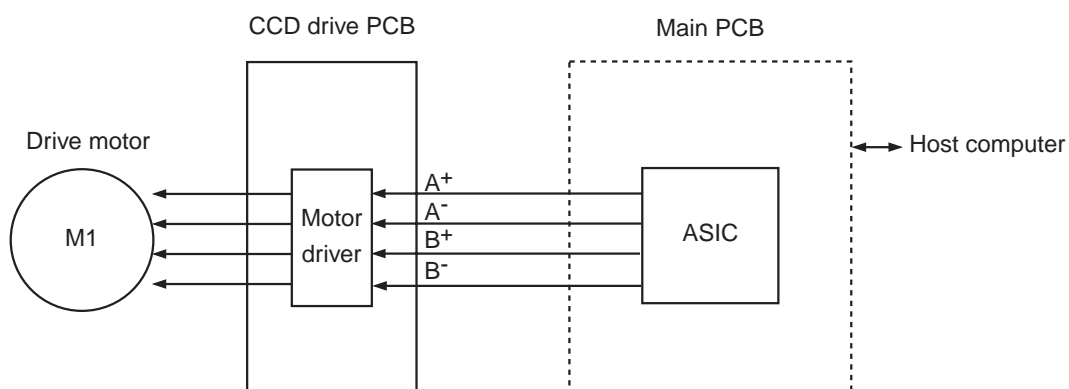 CCD drive PCB
Main PCB
Drive motor
Host computer
M1
Motor
driver
A+
A-
B+
B-
ASIC